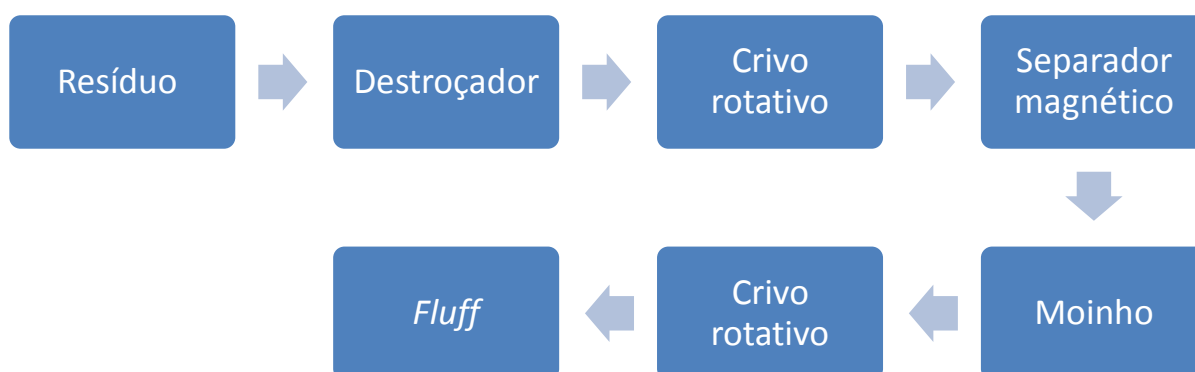 Resíduo
Destroçador
Crivo
rotativo
Separador
magnético
Moinho
Crivo
rotativo
Fluff